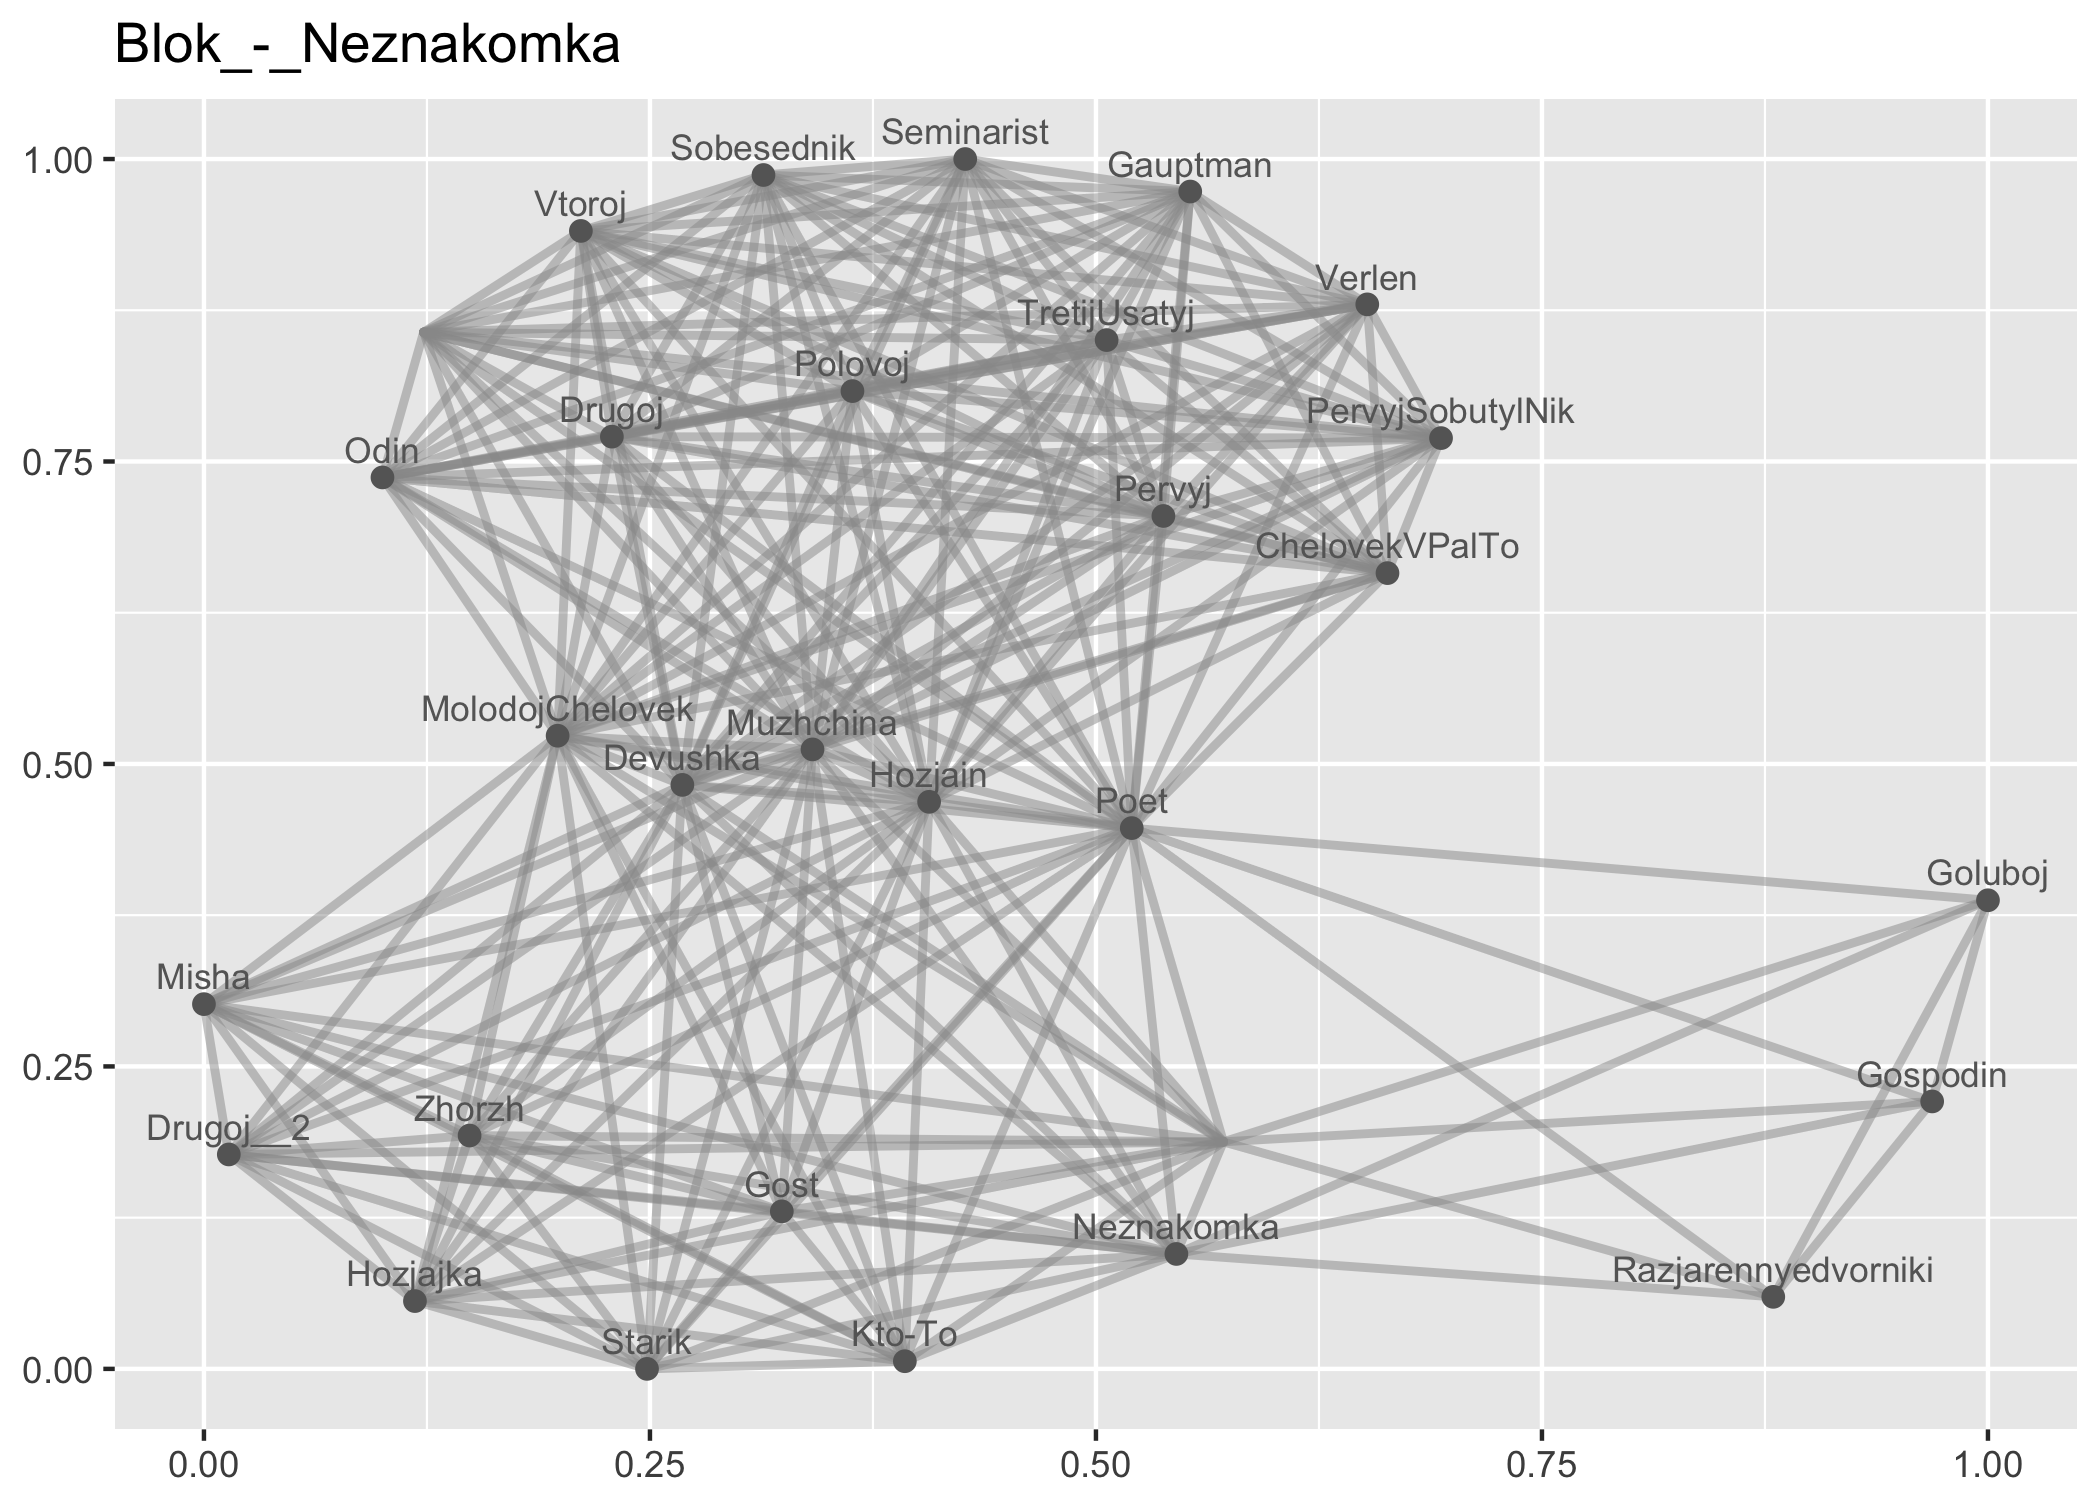 Blok_-_Neznakomka
Seminarist
Sobesednik
Gauptman
Vtoroj
Verlen
TretijUsatyj
Polovoj
Drugoj
PervyjSobutylNik
Odin
Pervyj
ChelovekVPalTo
MolodojChelovek
Muzhchina
Devushka
Hozjain
Poet
Goluboj
Misha
Gospodin
Zhorzh
Drugoj__2
Gost
Neznakomka
Hozjajka
Razjarennyedvorniki
Starik
Kto-To
1.00
0.75
0.50
0.25
0.00
0.00 0.25 0.50 0.75 1.00